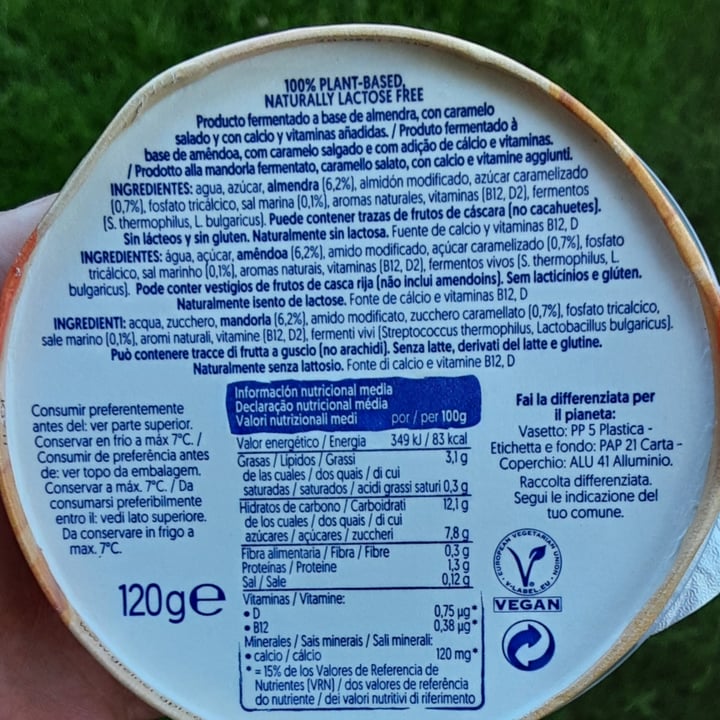 100% PLANT-BASED,
NATURALLY LACTOSE FREE
Producto fermentado a base de almendra, con caramelo
salado y con calcio y vitaminas añadidas. / Produto fermentado à
base de amêndoa, com caramelo salgado e com adição de cálcio e vitaminas.
/ Prodotto alla mandorla fermentato, caramello salato, con calcio e vitamine aggiunti.
INGREDIENTES: agua, azúcar, almendra (6,2%), almidón modificado, azúcar caramelizado
(0,7%), fosfato tricálcico, sal marina (0,1%), aromas naturales, vitaminas (B12, D2), fermentos
(S. thermophilus, L. bulgaricus). Puede contener trazas de frutos de cáscara (no cacahuetes).
Sin lácteos y sin gluten. Naturalmente sin lactosa. Fuente de calcio y vitaminas B12, D
INGREDIENTES: água, açúcar, amêndoa (6,2%), amido modificado, açúcar caramelizado (0,7%), fosfato
tricálcico, sal marinho (0,1%), aromas naturais, vitaminas (B12, D2), fermentos vivos (S. thermophilus, L.
bulgaricus). Pode conter vestígios de frutos de casca rija (não inclui amendoins). Sem lacticínios e glúten.
Naturalmente isento de lactose. Fonte de cálcio e vitaminas B12, D
INGREDIENTI: acqua, zucchero, mandorla (6,2%), amido modificato, zucchero caramellato (0,7%), fosfato tricalcico,
sale marino (0,1%), aromi naturali, vitamine (B12, D2), fermenti vivi (Streptococcus thermophilus, Lactobacillus bulgaricus).
Può contenere tracce di frutta a guscio (no arachidi). Senza latte, derivati del latte e glutine.
Naturalmente senza lattosio. Fonte di calcio e vitamine B12, D
Consumir preferentemente
antes del: ver parte superior.
Conservar en frío a máx 7°C. /
Consumir de preferência antes
de: ver topo da embalagem.
Conservar a máx. 7°C. / Da
consumarsi preferibilmente
entro il: vedi lato superiore.
Da conservare in frigo a
max. 7°C.
120g e
Información nutricional media
Declaração nutricional média
Valori nutrizionali medi por / per 100g
Valor energético / Energia 349 kJ / 83 kcal
Grasas / Lípidos / Grassi 3,1 g
de las cuales / dos quais / di cui
saturadas / saturados / acidi grassi saturi 0,3 g
Hidratos de carbono / Carboidrati 12,1 g
de los cuales / dos quais / di cui
azúcares / açúcares / zuccheri 7,8 g
Fibra alimentaria / Fibra / Fibre 0,3 g
Proteínas / Proteine 1,3 g
Sal / Sale 0,12 g
Vitaminas / Vitamine:
• D 0,75 µg*
• B12 0,38 µg*
Minerales / Sais minerais / Sali minerali:
• calcio / cálcio 120 mg*
* = 15% de los Valores de Referencia de
Nutrientes (VRN) / dos valores de referência
do nutriente / dei valori nutritivi di riferimento
Fai la differenziata per
il pianeta:
Vasetto: PP 5 Plastica -
Etichetta e fondo: PAP 21 Carta -
Coperchio: ALU 41 Alluminio.
Raccolta differenziata.
Segui le indicazione del
tuo comune.
EUROPEAN VEGETARIAN UNION
V-LABEL.EU
VEGAN